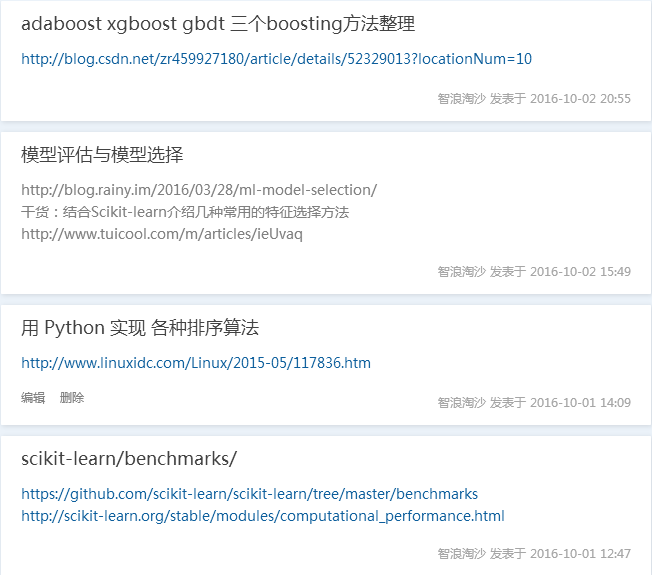 adaboost xgboost gbdt 三个boosting方法整理
http://blog.csdn.net/zr459927180/article/details/52329013?locationNum=10
智浪淘沙 发表于 2016-10-02 20:55
模型评估与模型选择
http://blog.rainy.im/2016/03/28/ml-model-selection/
干货：结合Scikit-learn介绍几种常用的特征选择方法
http://www.tuicool.com/m/articles/ieUvaq
智浪淘沙 发表于 2016-10-02 15:49
用 Python 实现 各种排序算法
http://www.linuxidc.com/Linux/2015-05/117836.htm
编辑 删除 智浪淘沙 发表于 2016-10-01 14:09
scikit-learn/benchmarks/
https://github.com/scikit-learn/scikit-learn/tree/master/benchmarks
http://scikit-learn.org/stable/modules/computational_performance.html
智浪淘沙 发表于 2016-10-01 12:47